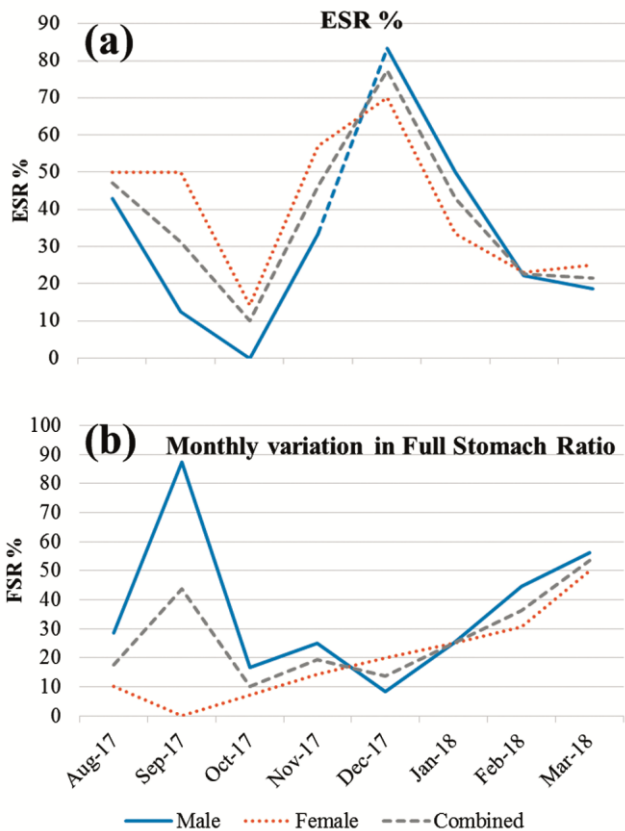 (a)
ESR %
90
80
70
60
50
40
30
20
10
0
ESR %
(b)
Monthly variation in Full Stomach Ratio
100
90
80
70
60
50
40
30
20
10
0
FSR %
Aug-17
Sep-17
Oct-17
Nov-17
Dec-17
Jan-18
Feb-18
Mar-18
Male
Female
Combined